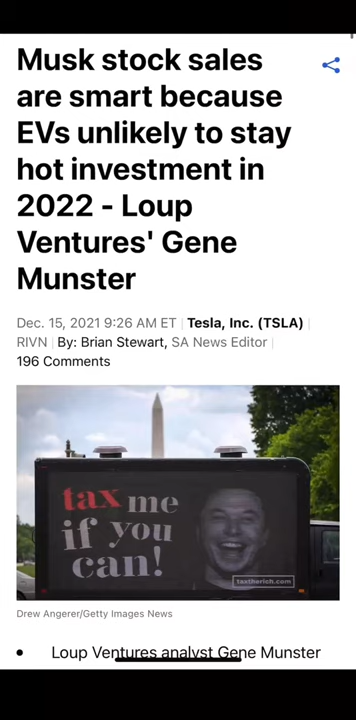 Musk stock sales
are smart because
EVs unlikely to stay
hot investment in
2022 - Loup
Ventures' Gene
Munster
Dec. 15, 2021 9:26 AM ET | Tesla, Inc. (TSLA) |
RIVN | By: Brian Stewart, SA News Editor |
196 Comments
tax me
if you
can!
taxtherich.com
Drew Angerer/Getty Images News
• Loup Ventures analyst Gene Munster